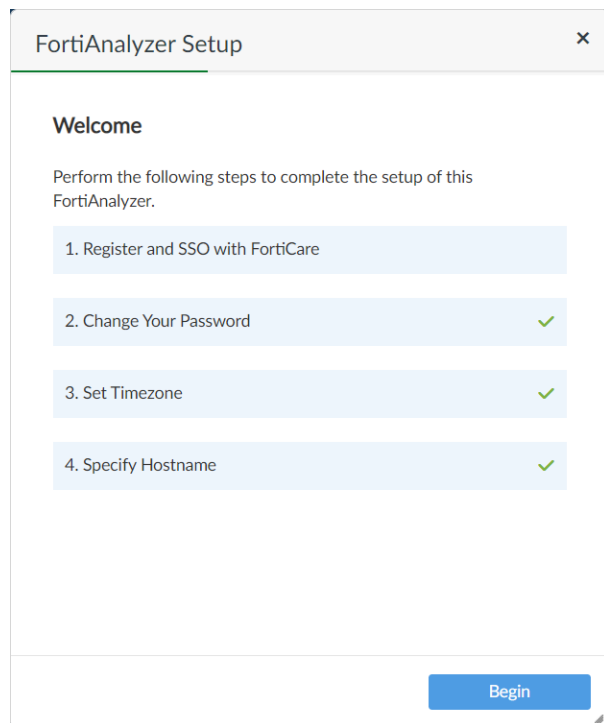 FortiAnalyzer Setup
Welcome
Perform the following steps to complete the setup of this
FortiAnalyzer.
1. Register and SSO with FortiCare
2. Change Your Password
3. Set Timezone
4. Specify Hostname
Begin